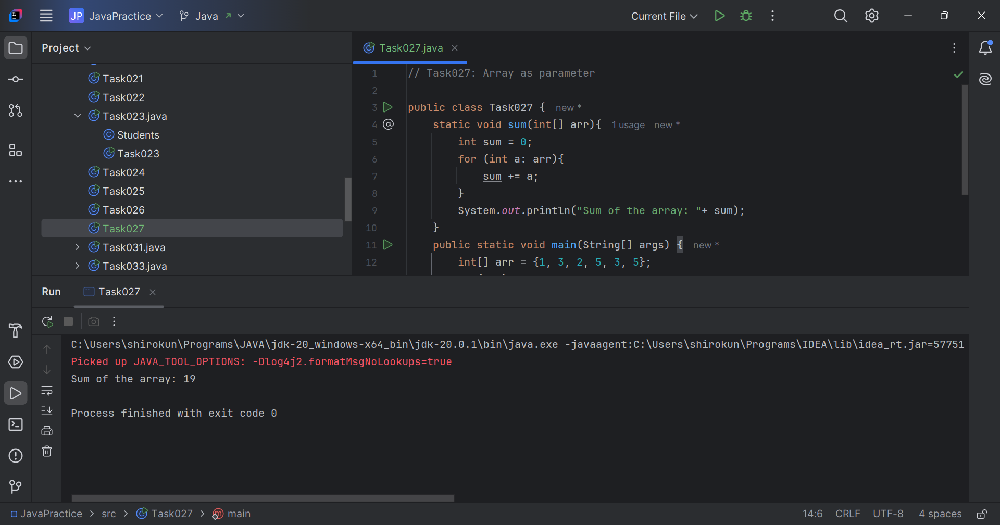 JP JavaPractice Java Current File
Project
Task021
Task022
Task023.java
Students
Task023
Task024
Task025
Task026
Task027
Task031.java
Task033.java
Task027.java
1 // Task027: Array as parameter
2
3 public class Task027 { new *
4 static void sum(int[] arr){ 1 usage new *
5 int sum = 0;
6 for (int a: arr){
7 sum += a;
8 }
9 System.out.println("Sum of the array: "+ sum);
10 }
11 public static void main(String[] args) { new *
12 int[] arr = {1, 3, 2, 5, 3, 5};
Run Task027
C:\Users\shirokun\Programs\JAVA\jdk-20_windows-x64_bin\jdk-20.0.1\bin\java.exe -javaagent:C:\Users\shirokun\Programs\IDEA\lib\idea_rt.jar=57751
Picked up JAVA_TOOL_OPTIONS: -Dlog4j2.formatMsgNoLookups=true
Sum of the array: 19
Process finished with exit code 0
JavaPractice > src > Task027 > main 14:6 CRLF UTF-8 4 spaces